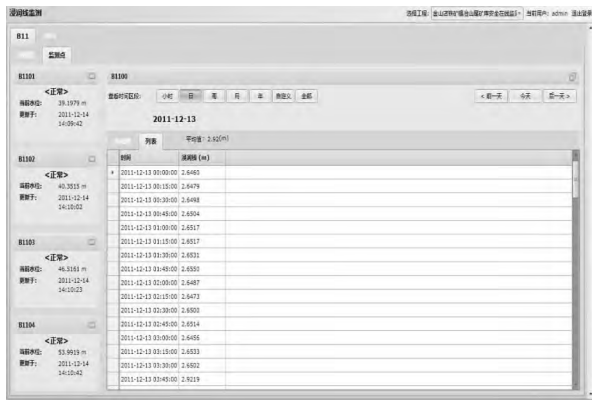 浸润线监测
选择工程:
当前用户: admin 退出登录
B11
监测点
B1101
<正常>
当前水位: 39.1979 m
更新于: 2011-12-14
14:09:42
B1102
<正常>
当前水位: 40.3515 m
更新于: 2011-12-14
14:10:02
B1103
<正常>
当前水位: 46.5161 m
更新于: 2011-12-14
14:10:23
B1104
<正常>
当前水位: 53.9919 m
更新于: 2011-12-14
14:10:42
B1100
查看时间区段: 小时 日 周 月 年 自定义 全部
< 前一天 今天 后一天 >
2011-12-13
列表 平均值: 2.92(m)
时间 浸润线 (m)
2011-12-13 00:00:00 2.6460
2011-12-13 00:15:00 2.6479
2011-12-13 00:30:00 2.6498
2011-12-13 00:45:00 2.6504
2011-12-13 01:00:00 2.6517
2011-12-13 01:15:00 2.6517
2011-12-13 01:30:00 2.6531
2011-12-13 01:45:00 2.6550
2011-12-13 02:00:00 2.6487
2011-12-13 02:15:00 2.6473
2011-12-13 02:30:00 2.6502
2011-12-13 02:45:00 2.6514
2011-12-13 03:00:00 2.6456
2011-12-13 03:15:00 2.6533
2011-12-13 03:30:00 2.6502
2011-12-13 03:45:00 2.9219